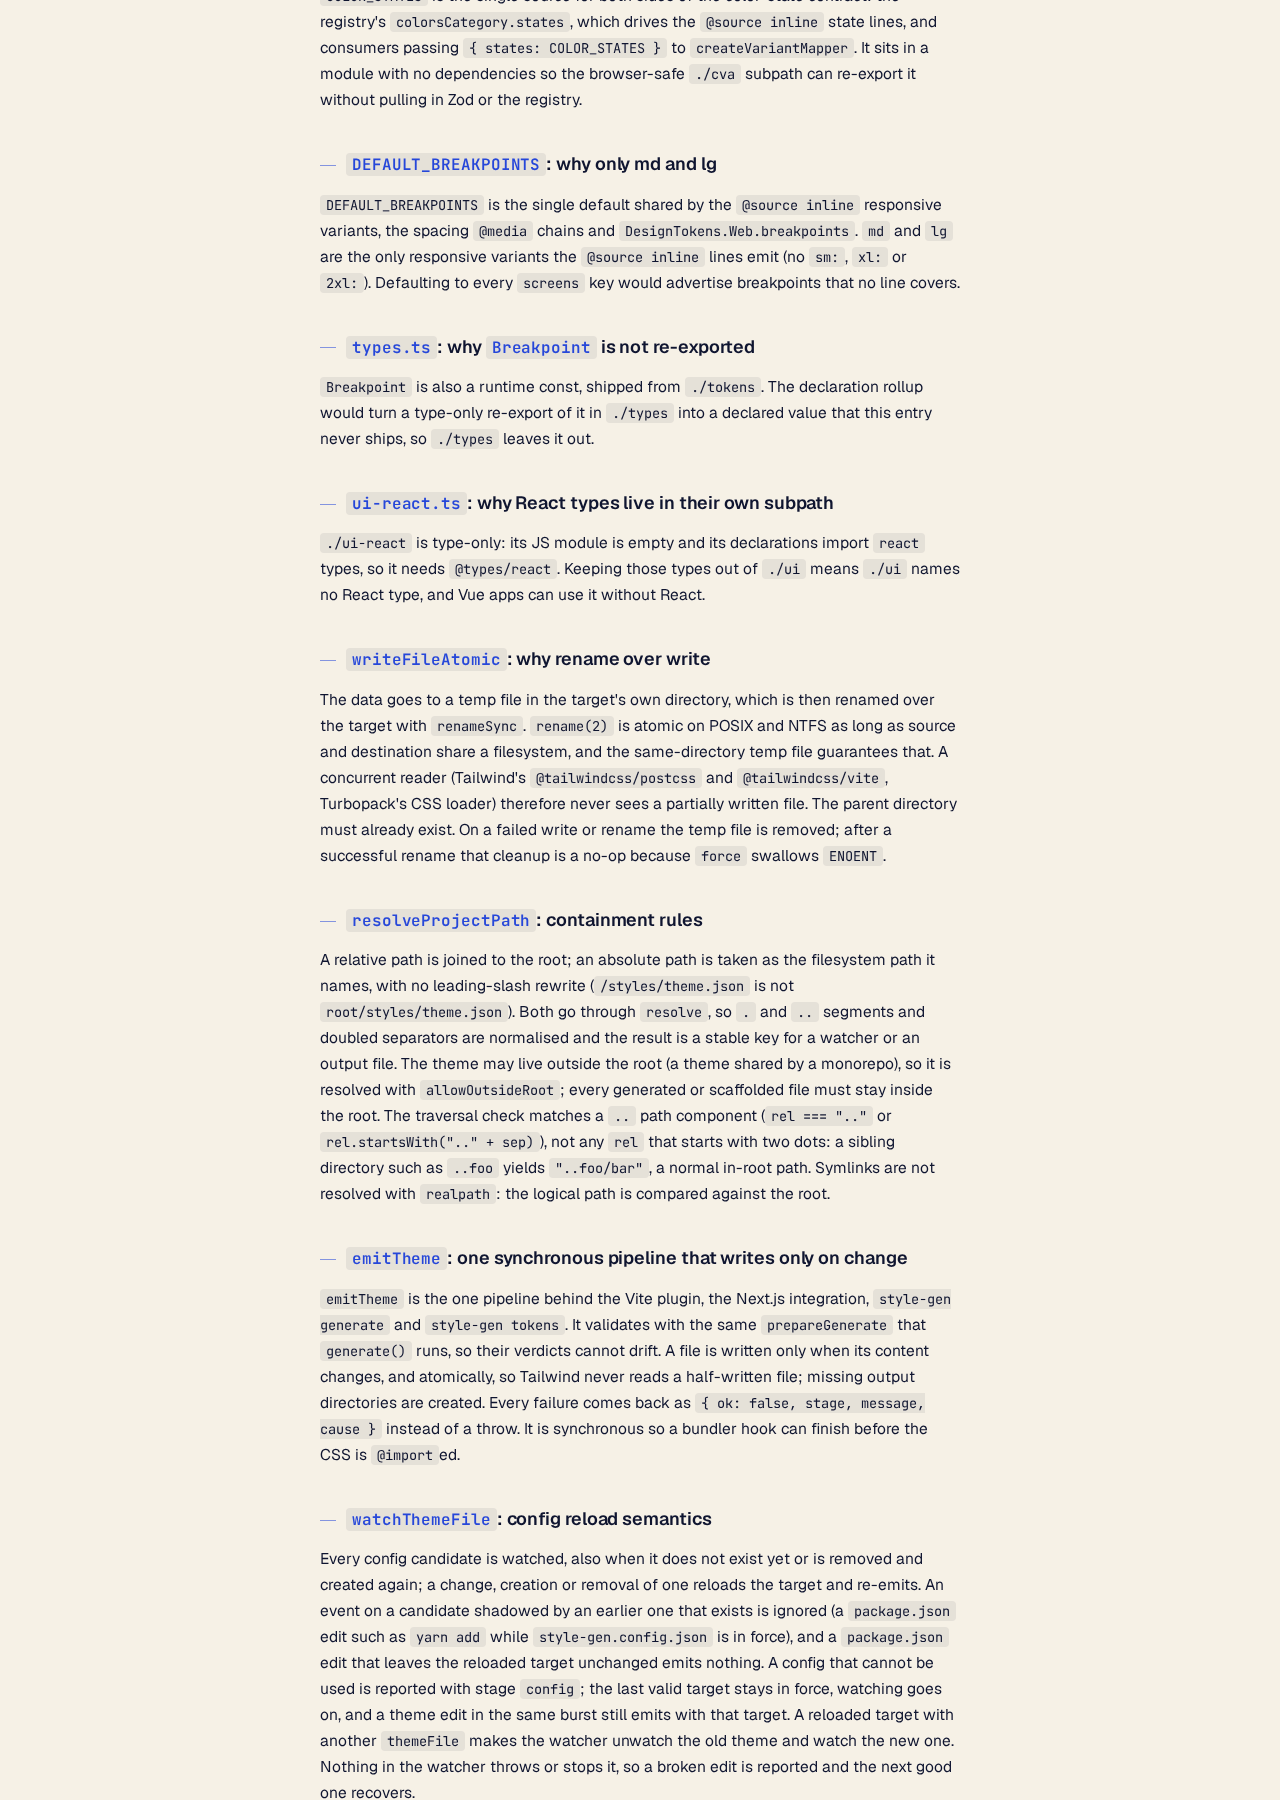 registry's colorsCategory.states, which drives the @source inline state lines, and
consumers passing { states: COLOR_STATES } to createVariantMapper. It sits in a
module with no dependencies so the browser-safe ./cva subpath can re-export it
without pulling in Zod or the registry.
— DEFAULT_BREAKPOINTS: why only md and lg
DEFAULT_BREAKPOINTS is the single default shared by the @source inline responsive
variants, the spacing @media chains and DesignTokens.Web.breakpoints. md and lg
are the only responsive variants the @source inline lines emit (no sm:, xl: or
2xl:). Defaulting to every screens key would advertise breakpoints that no line covers.
— types.ts: why Breakpoint is not re-exported
Breakpoint is also a runtime const, shipped from ./tokens. The declaration rollup
would turn a type-only re-export of it in ./types into a declared value that this entry
never ships, so ./types leaves it out.
— ui-react.ts: why React types live in their own subpath
./ui-react is type-only: its JS module is empty and its declarations import react
types, so it needs @types/react. Keeping those types out of ./ui means ./ui names
no React type, and Vue apps can use it without React.
— writeFileAtomic: why rename over write
The data goes to a temp file in the target's own directory, which is then renamed over
the target with renameSync. rename(2) is atomic on POSIX and NTFS as long as source
and destination share a filesystem, and the same-directory temp file guarantees that. A
concurrent reader (Tailwind's @tailwindcss/postcss and @tailwindcss/vite,
Turbopack's CSS loader) therefore never sees a partially written file. The parent directory
must already exist. On a failed write or rename the temp file is removed; after a
successful rename that cleanup is a no-op because force swallows ENOENT.
— resolveProjectPath: containment rules
A relative path is joined to the root; an absolute path is taken as the filesystem path it
names, with no leading-slash rewrite (/styles/theme.json is not
root/styles/theme.json). Both go through resolve, so . and .. segments and
doubled separators are normalised and the result is a stable key for a watcher or an
output file. The theme may live outside the root (a theme shared by a monorepo), so it is
resolved with allowOutsideRoot; every generated or scaffolded file must stay inside
the root. The traversal check matches a .. path component (rel === ".." or
rel.startsWith(".." + sep)), not any rel that starts with two dots: a sibling
directory such as ..foo yields "..foo/bar", a normal in-root path. Symlinks are not
resolved with realpath: the logical path is compared against the root.
— emitTheme: one synchronous pipeline that writes only on change
emitTheme is the one pipeline behind the Vite plugin, the Next.js integration, style-gen
generate and style-gen tokens. It validates with the same prepareGenerate that
generate() runs, so their verdicts cannot drift. A file is written only when its content
changes, and atomically, so Tailwind never reads a half-written file; missing output
directories are created. Every failure comes back as { ok: false, stage, message,
cause } instead of a throw. It is synchronous so a bundler hook can finish before the
CSS is @imported.
— watchThemeFile: config reload semantics
Every config candidate is watched, also when it does not exist yet or is removed and
created again; a change, creation or removal of one reloads the target and re-emits. An
event on a candidate shadowed by an earlier one that exists is ignored (a package.json
edit such as yarn add while style-gen.config.json is in force), and a package.json
edit that leaves the reloaded target unchanged emits nothing. A config that cannot be
used is reported with stage config; the last valid target stays in force, watching goes
on, and a theme edit in the same burst still emits with that target. A reloaded target with
another themeFile makes the watcher unwatch the old theme and watch the new one.
Nothing in the watcher throws or stops it, so a broken edit is reported and the next good
one recovers.